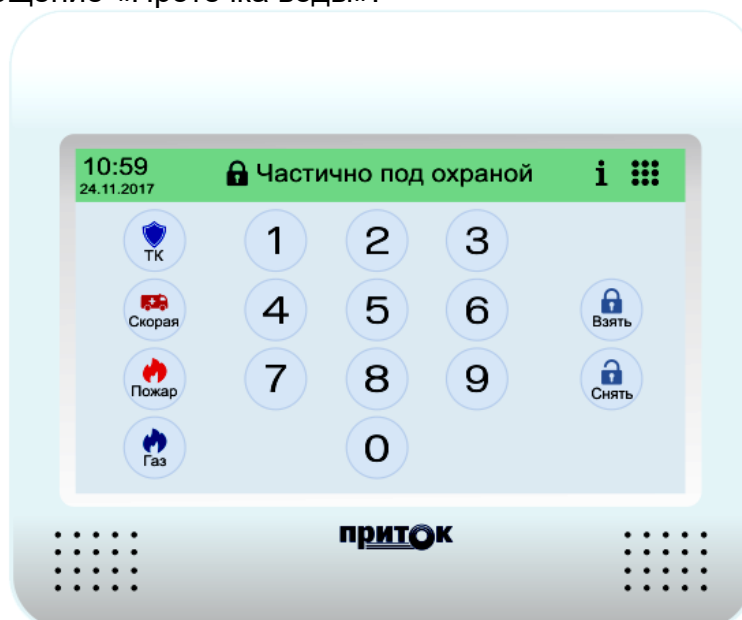 10:59
24.11.2017
Частично под охраной
i
ТК
1
2
3
Скорая
4
5
6
Взять
Пожар
7
8
9
Снять
Газ
0
приток